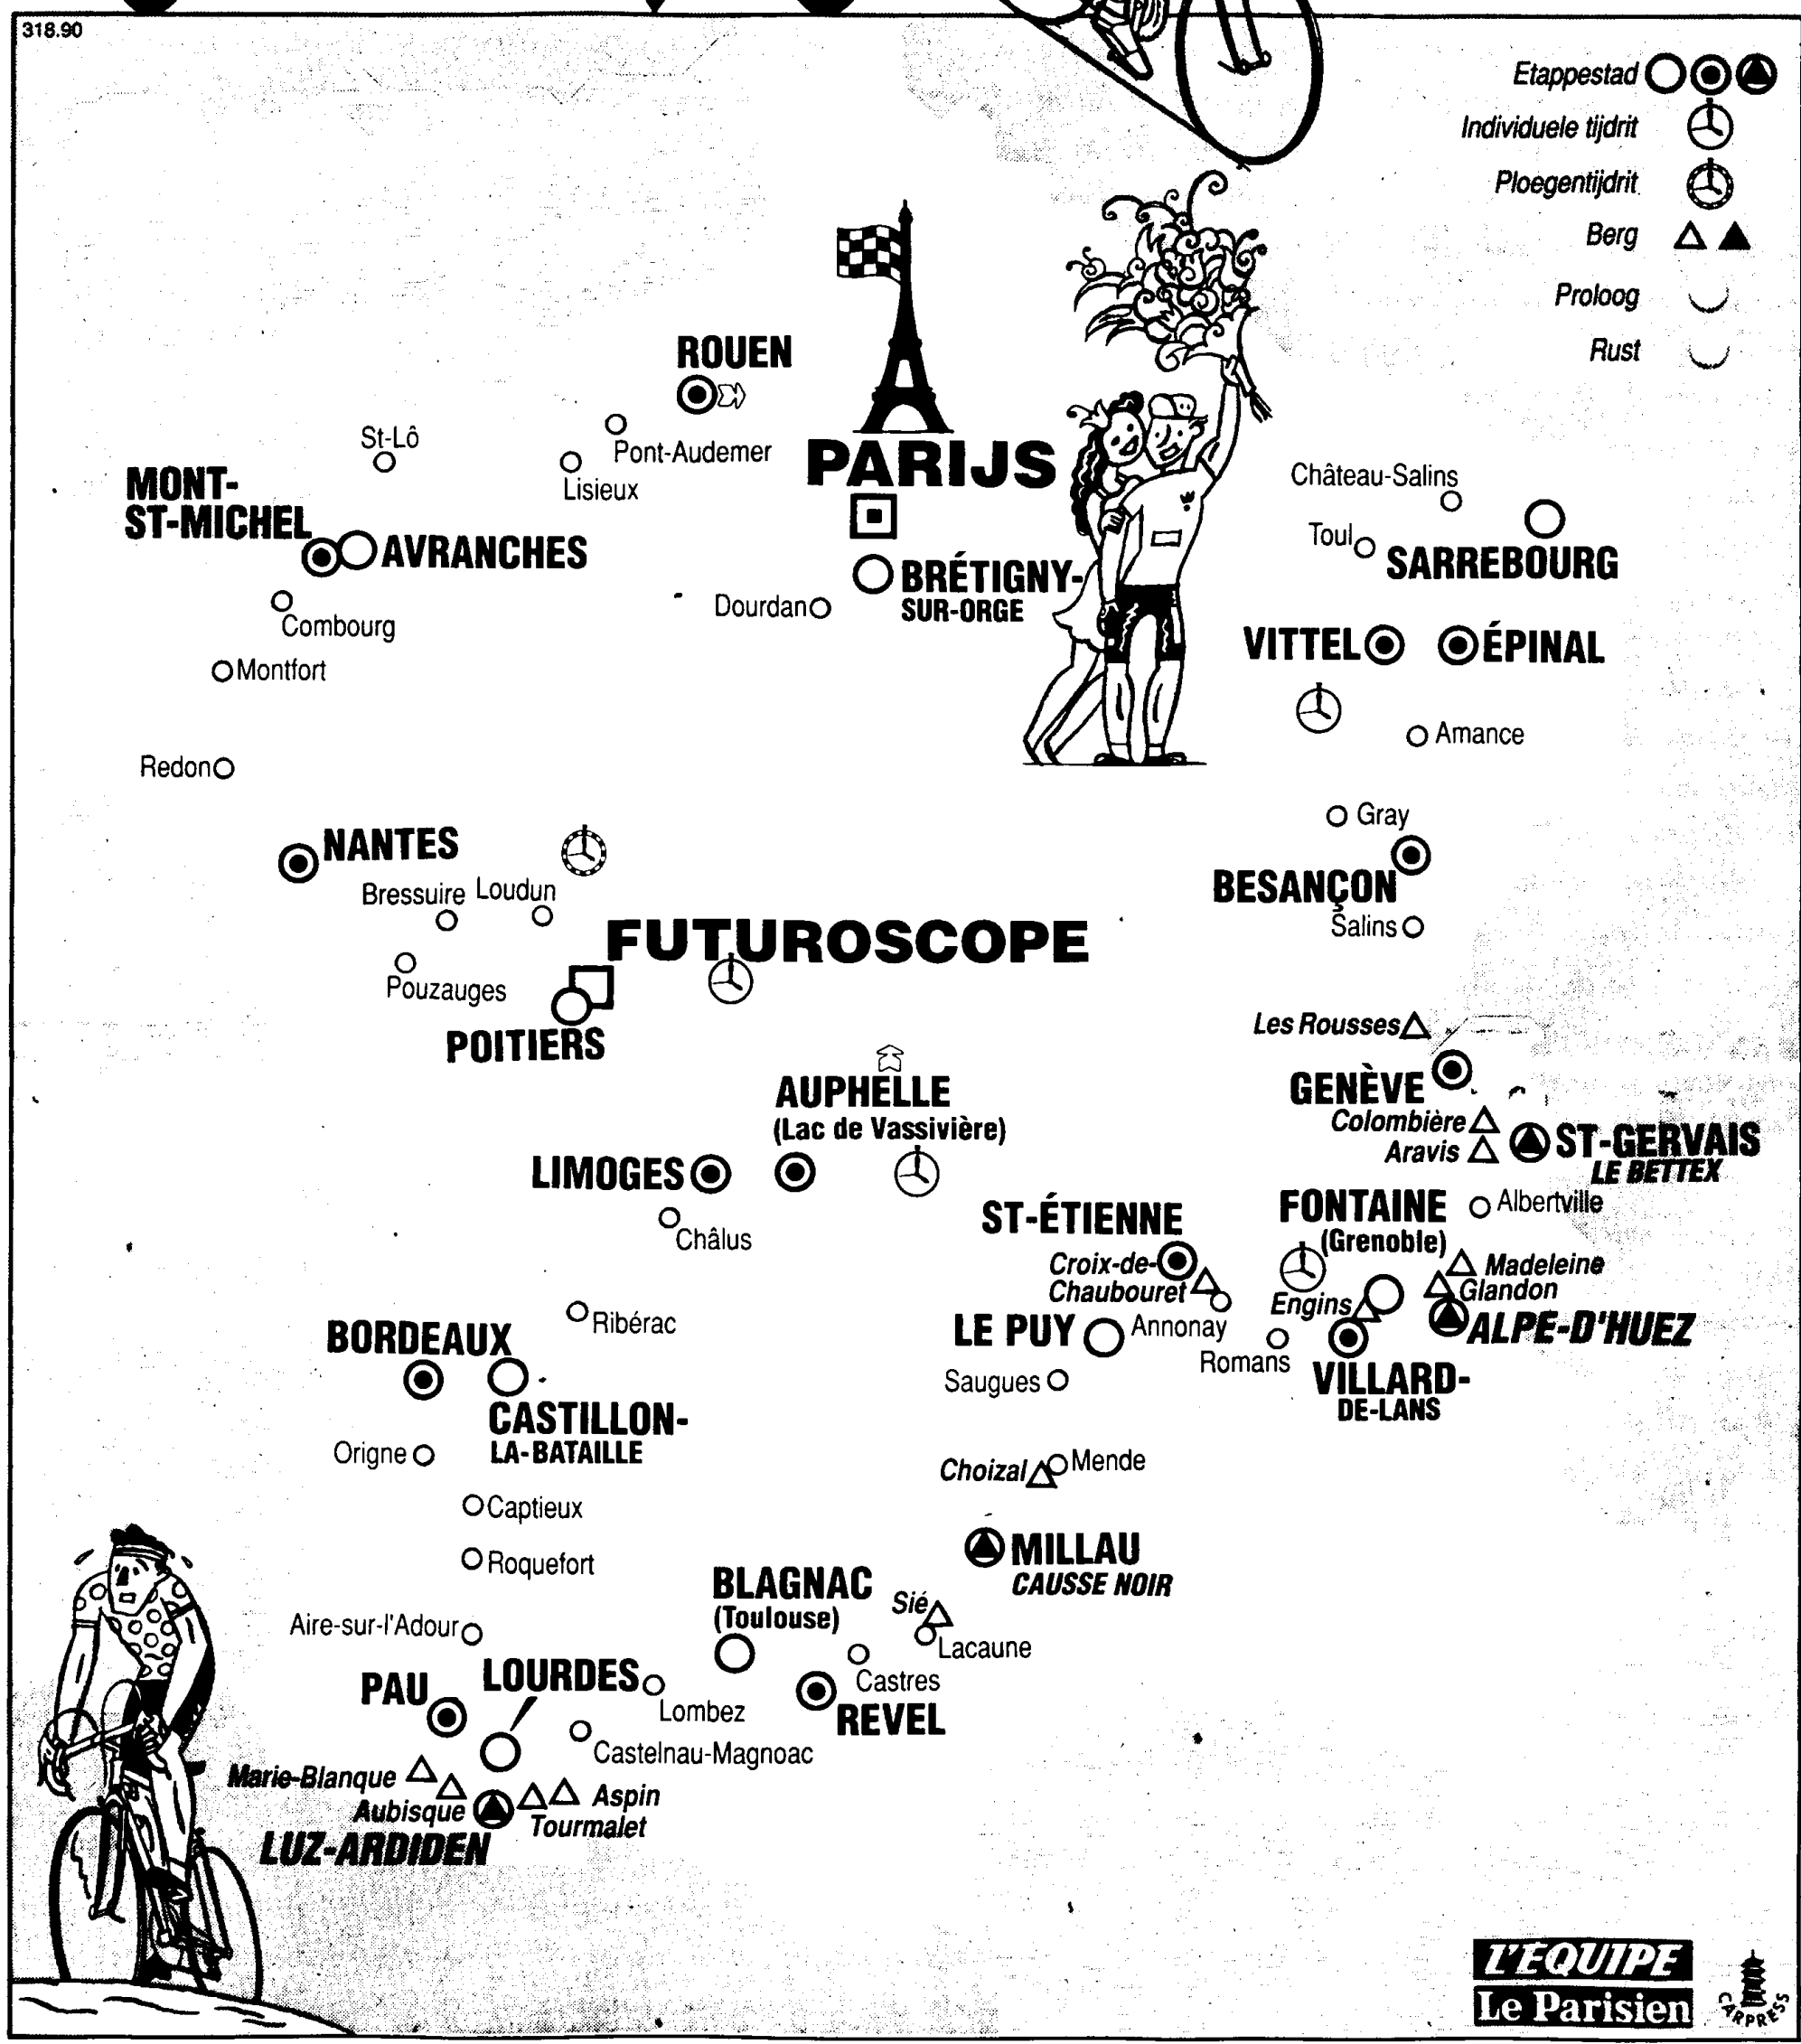 318.90
Etappestad
Individuele tijdrit
Ploegentijdrit
Berg
Proloog
Rust
ROUEN
Pont-Audemer
St-Lô
Lisieux
PARIJS
MONT-
ST-MICHEL
AVRANCHES
Château-Salins
Toul
SARREBOURG
BRÉTIGNY-
SUR-ORGE
Dourdan
Combourg
Montfort
VITTEL
ÉPINAL
Amance
Redon
Gray
NANTES
BESANÇON
Bressuire
Loudun
Salins
FUTUROSCOPE
Pouzauges
POITIERS
Les Rousses
GENÈVE
AUPHELLE
(Lac de Vassivière)
Colombière
Aravis
ST-GERVAIS
LE BETTEX
LIMOGES
Châlus
ST-ÉTIENNE
FONTAINE
(Grenoble)
Albertville
Croix-de-
Chaubouret
Madeleine
Glandon
Engins
ALPE-D'HUEZ
Ribérac
BORDEAUX
LE PUY
Annonay
Romans
VILLARD-
DE-LANS
Saugues
CASTILLON-
LA-BATAILLE
Origne
Choizal
Mende
Captieux
MILLAU
CAUSSE NOIR
Roquefort
BLAGNAC
(Toulouse)
Sié
Lacaune
Aire-sur-l'Adour
Castres
PAU
LOURDES
Lombez
REVEL
Castelnau-Magnoac
Marie-Blanque
Aubisque
Aspin
Tourmalet
LUZ-ARDIDEN
L'EQUIPE
Le Parisien
CARPRESS